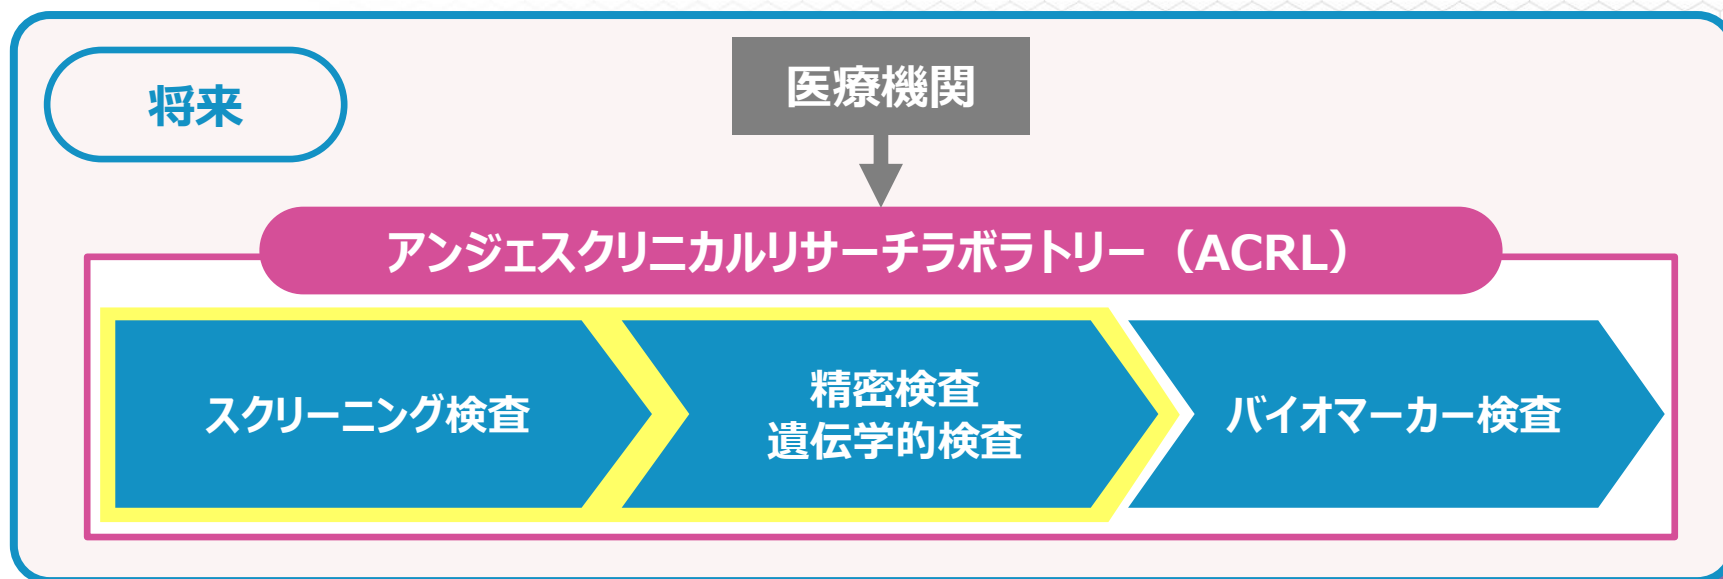 将来
医療機関
アンジェスクリニカルリサーチラボラトリー（ACRL）
スクリーニング検査
精密検査
遺伝学的検査
バイオマーカー検査